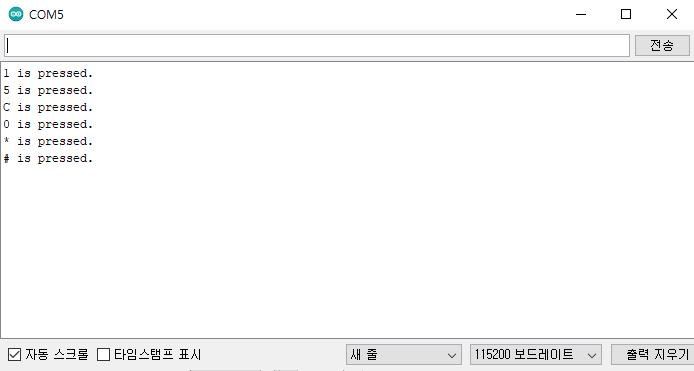 COM5
전송
1 is pressed.
5 is pressed.
C is pressed.
0 is pressed.
* is pressed.
# is pressed.
자동 스크롤 타임스탬프 표시 새 줄 115200 보드레이트 출력 지우기